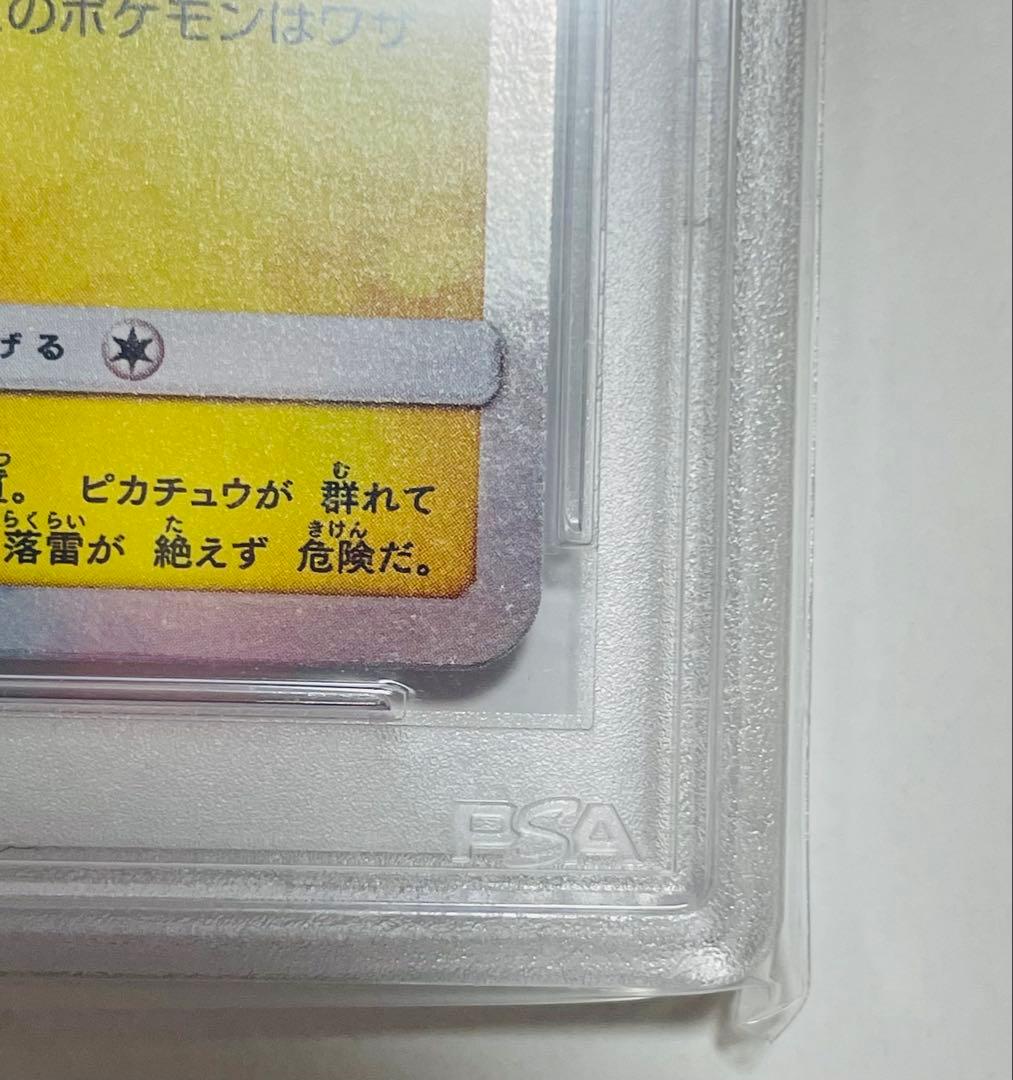 のポケモンはワザ
げる
。 ピカチュウが 群れて
落雷が 絶えず 危険だ。
PSA